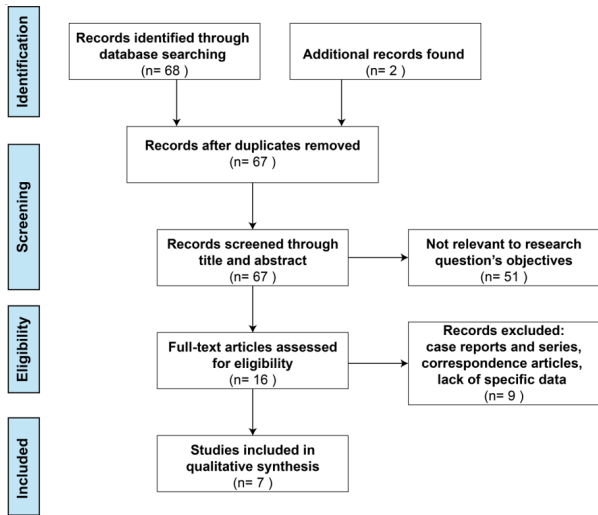 Identification
Records identified through
database searching
(n= 68 )
Additional records found
(n= 2 )
Records after duplicates removed
(n= 67 )
Screening
Records screened through
title and abstract
(n= 67 )
Not relevant to research
question's objectives
(n= 51 )
Eligibility
Full-text articles assessed
for eligibility
(n= 16 )
Records excluded:
case reports and series,
correspondence articles,
lack of specific data
(n= 9 )
Included
Studies included in
qualitative synthesis
(n= 7 )